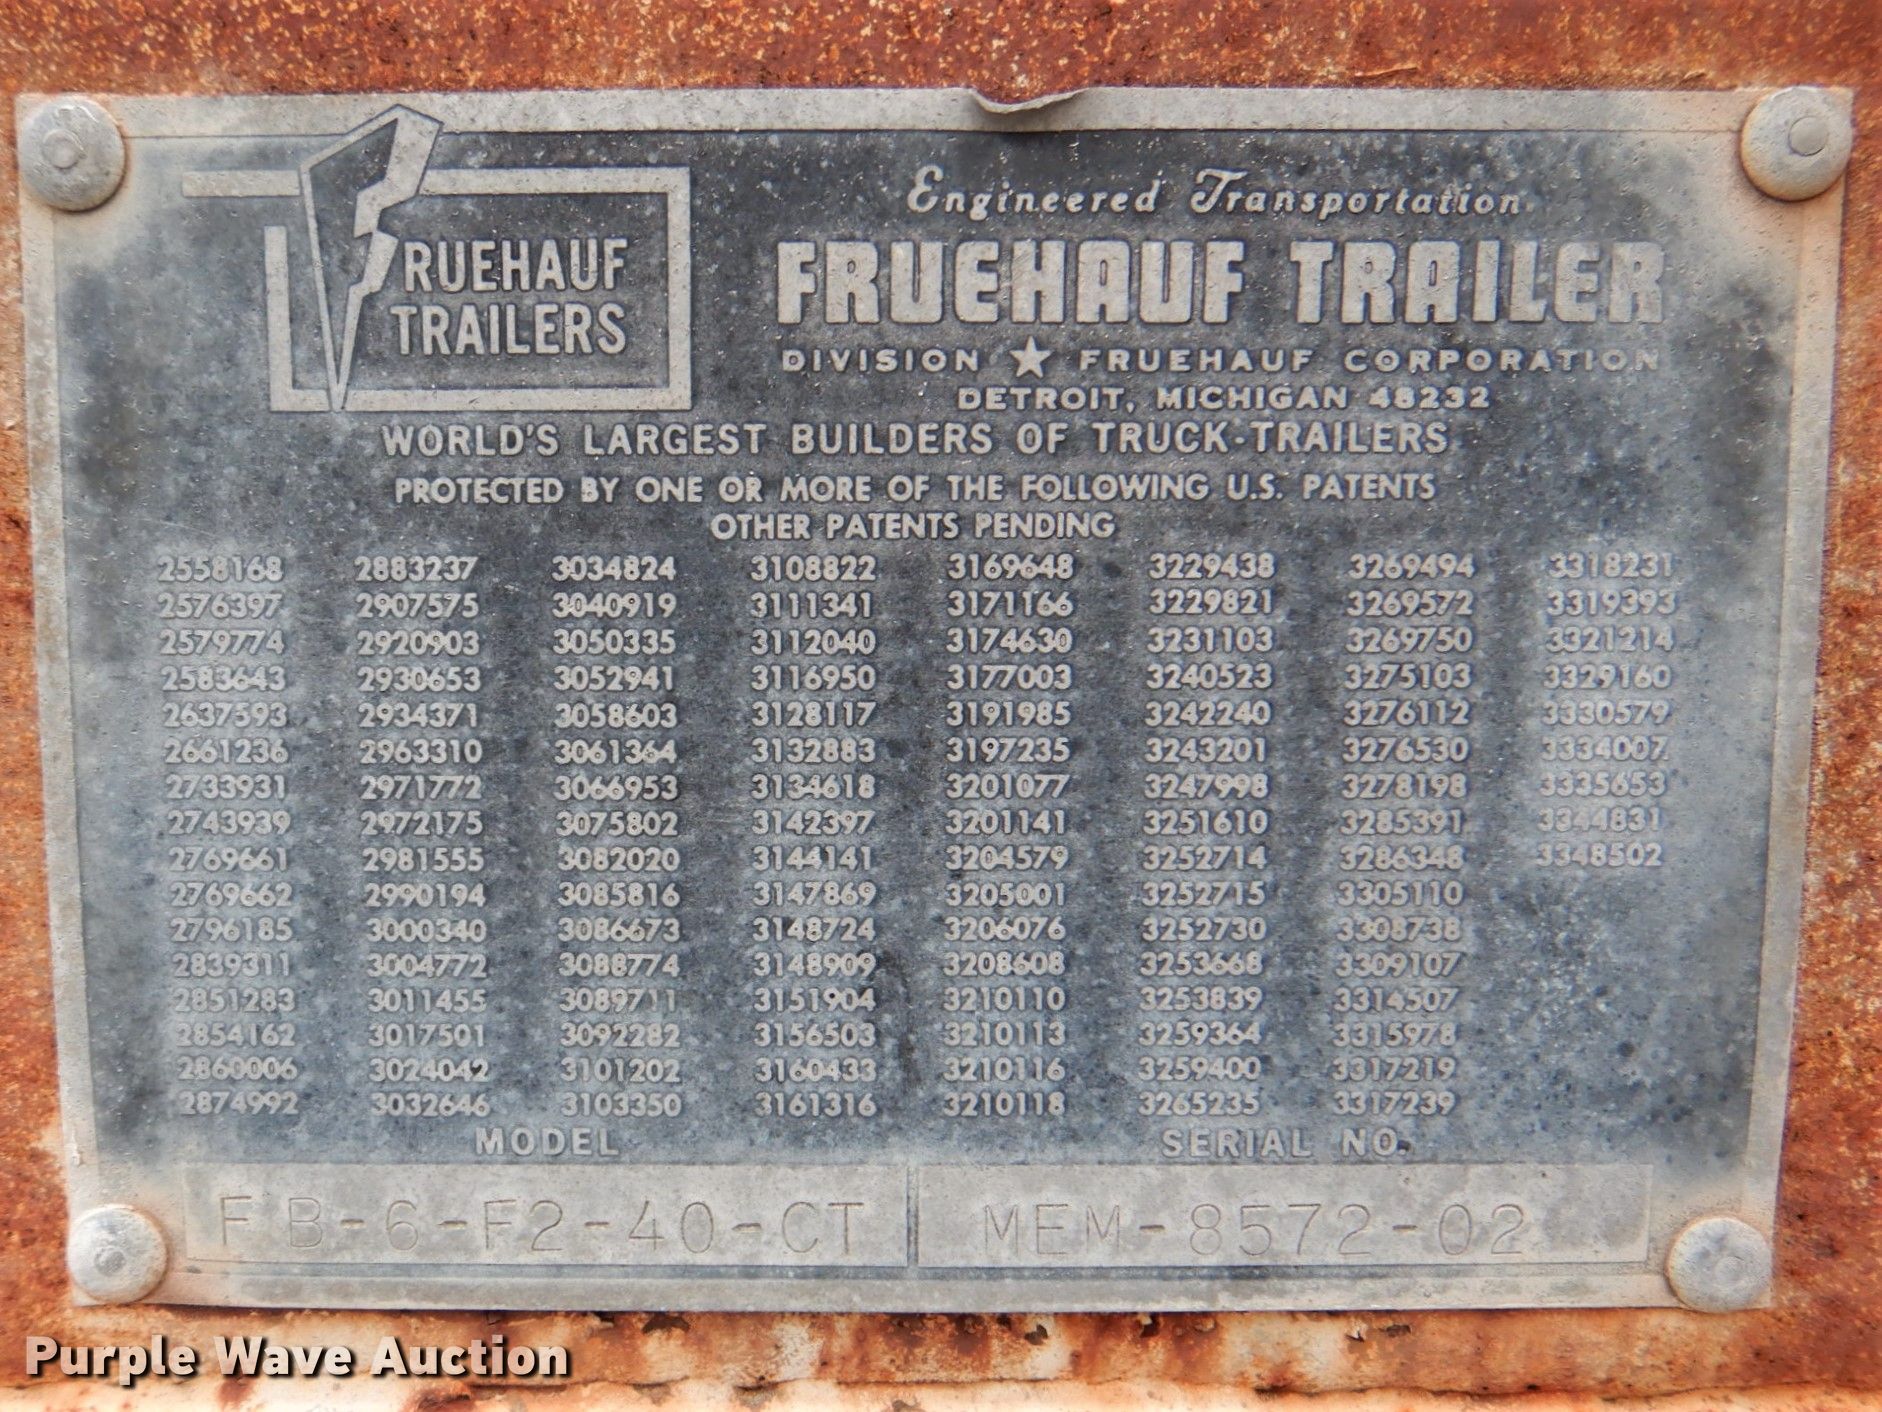 FRUEHAUF
TRAILERS
Engineered Transportation
FRUEHAUF TRAILER
DIVISION ★ FRUEHAUF CORPORATION
DETROIT, MICHIGAN 48232
WORLD'S LARGEST BUILDERS OF TRUCK-TRAILERS
PROTECTED BY ONE OR MORE OF THE FOLLOWING U.S. PATENTS
OTHER PATENTS PENDING
2558168 2883237 3034824 3108822 3169648 3229438 3269494 3318231
2576397 2907575 3040919 3111341 3171166 3229821 3269572 3319393
2579774 2920903 3050335 3112040 3174630 3231103 3269750 3321214
2583643 2930653 3052941 3116950 3177003 3240523 3275103 3329160
2637593 2934371 3058603 3128117 3191985 3242240 3276112 3330579
2661236 2963310 3061364 3132883 3197235 3243201 3276530 3334007
2733931 2971772 3066953 3134618 3201077 3247998 3278198 3335653
2743939 2972175 3075802 3142397 3201141 3251610 3285391 3344831
2769661 2981555 3082020 3144141 3204579 3252714 3286348 3348502
2769662 2990194 3085816 3147869 3205001 3252715 3305110
2796185 3000340 3086673 3148724 3206076 3252730 3308738
2839311 3004772 3088774 3148909 3208608 3253668 3309107
2851283 3011455 3089711 3151904 3210110 3253839 3314507
2854162 3017501 3092282 3156503 3210113 3259364 3315978
2860006 3024042 3101202 3160433 3210116 3259400 3317219
2874992 3032646 3103350 3161316 3210118 3265235 3317239
MODEL SERIAL NO.
FB-6-F2-40-CT MEM-8572-02
Purple Wave Auction